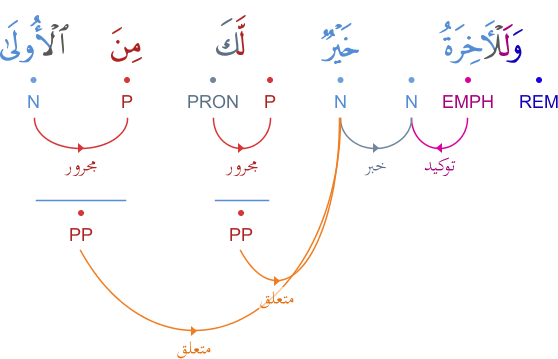 وَلَلْـَٔاخِرَةُ خَيْرٌ لَّكَ مِنَ ٱلْأُولَىٰ
REM EMPH N N P PRON P N
توكيد خبر مجرور مجرور
PP PP
متعلق
متعلق